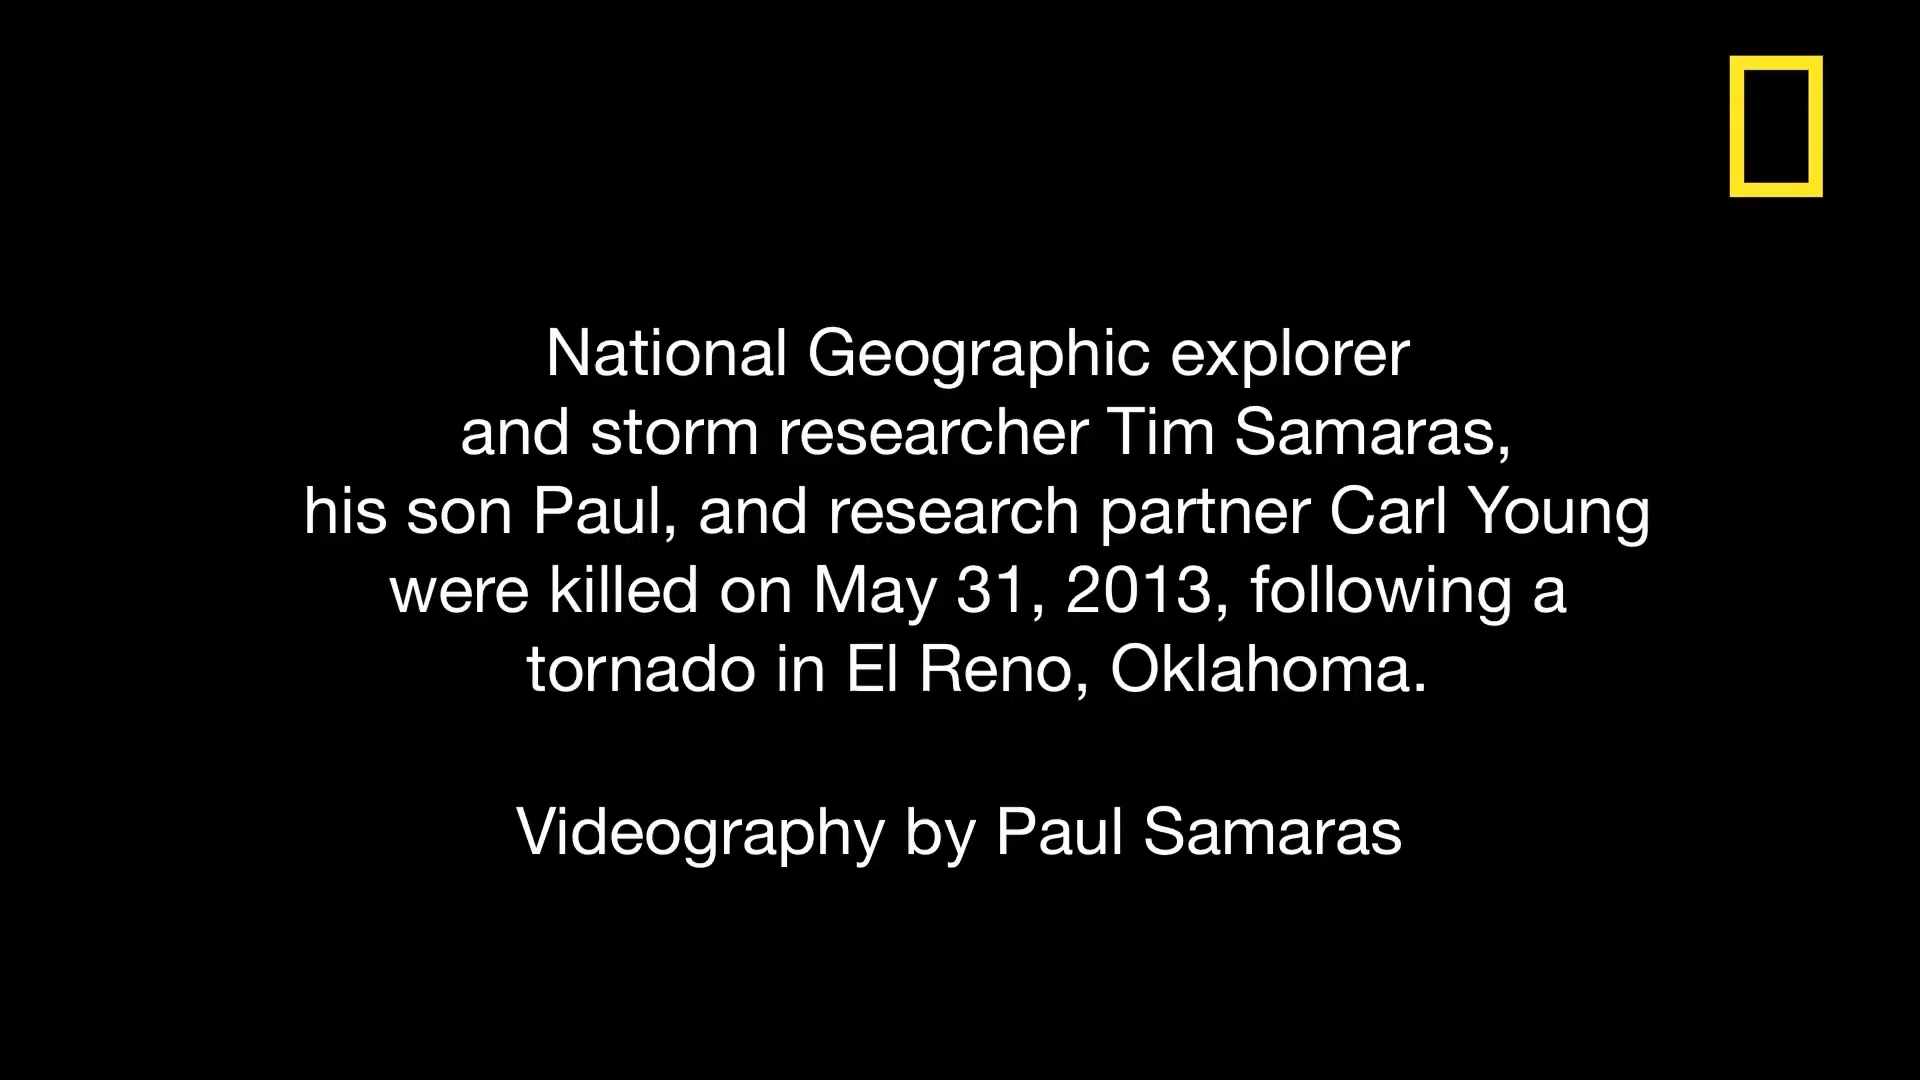 National Geographic explorer
and storm researcher Tim Samaras,
his son Paul, and research partner Carl Young
were killed on May 31, 2013, following a
tornado in El Reno, Oklahoma.
Videography by Paul Samaras